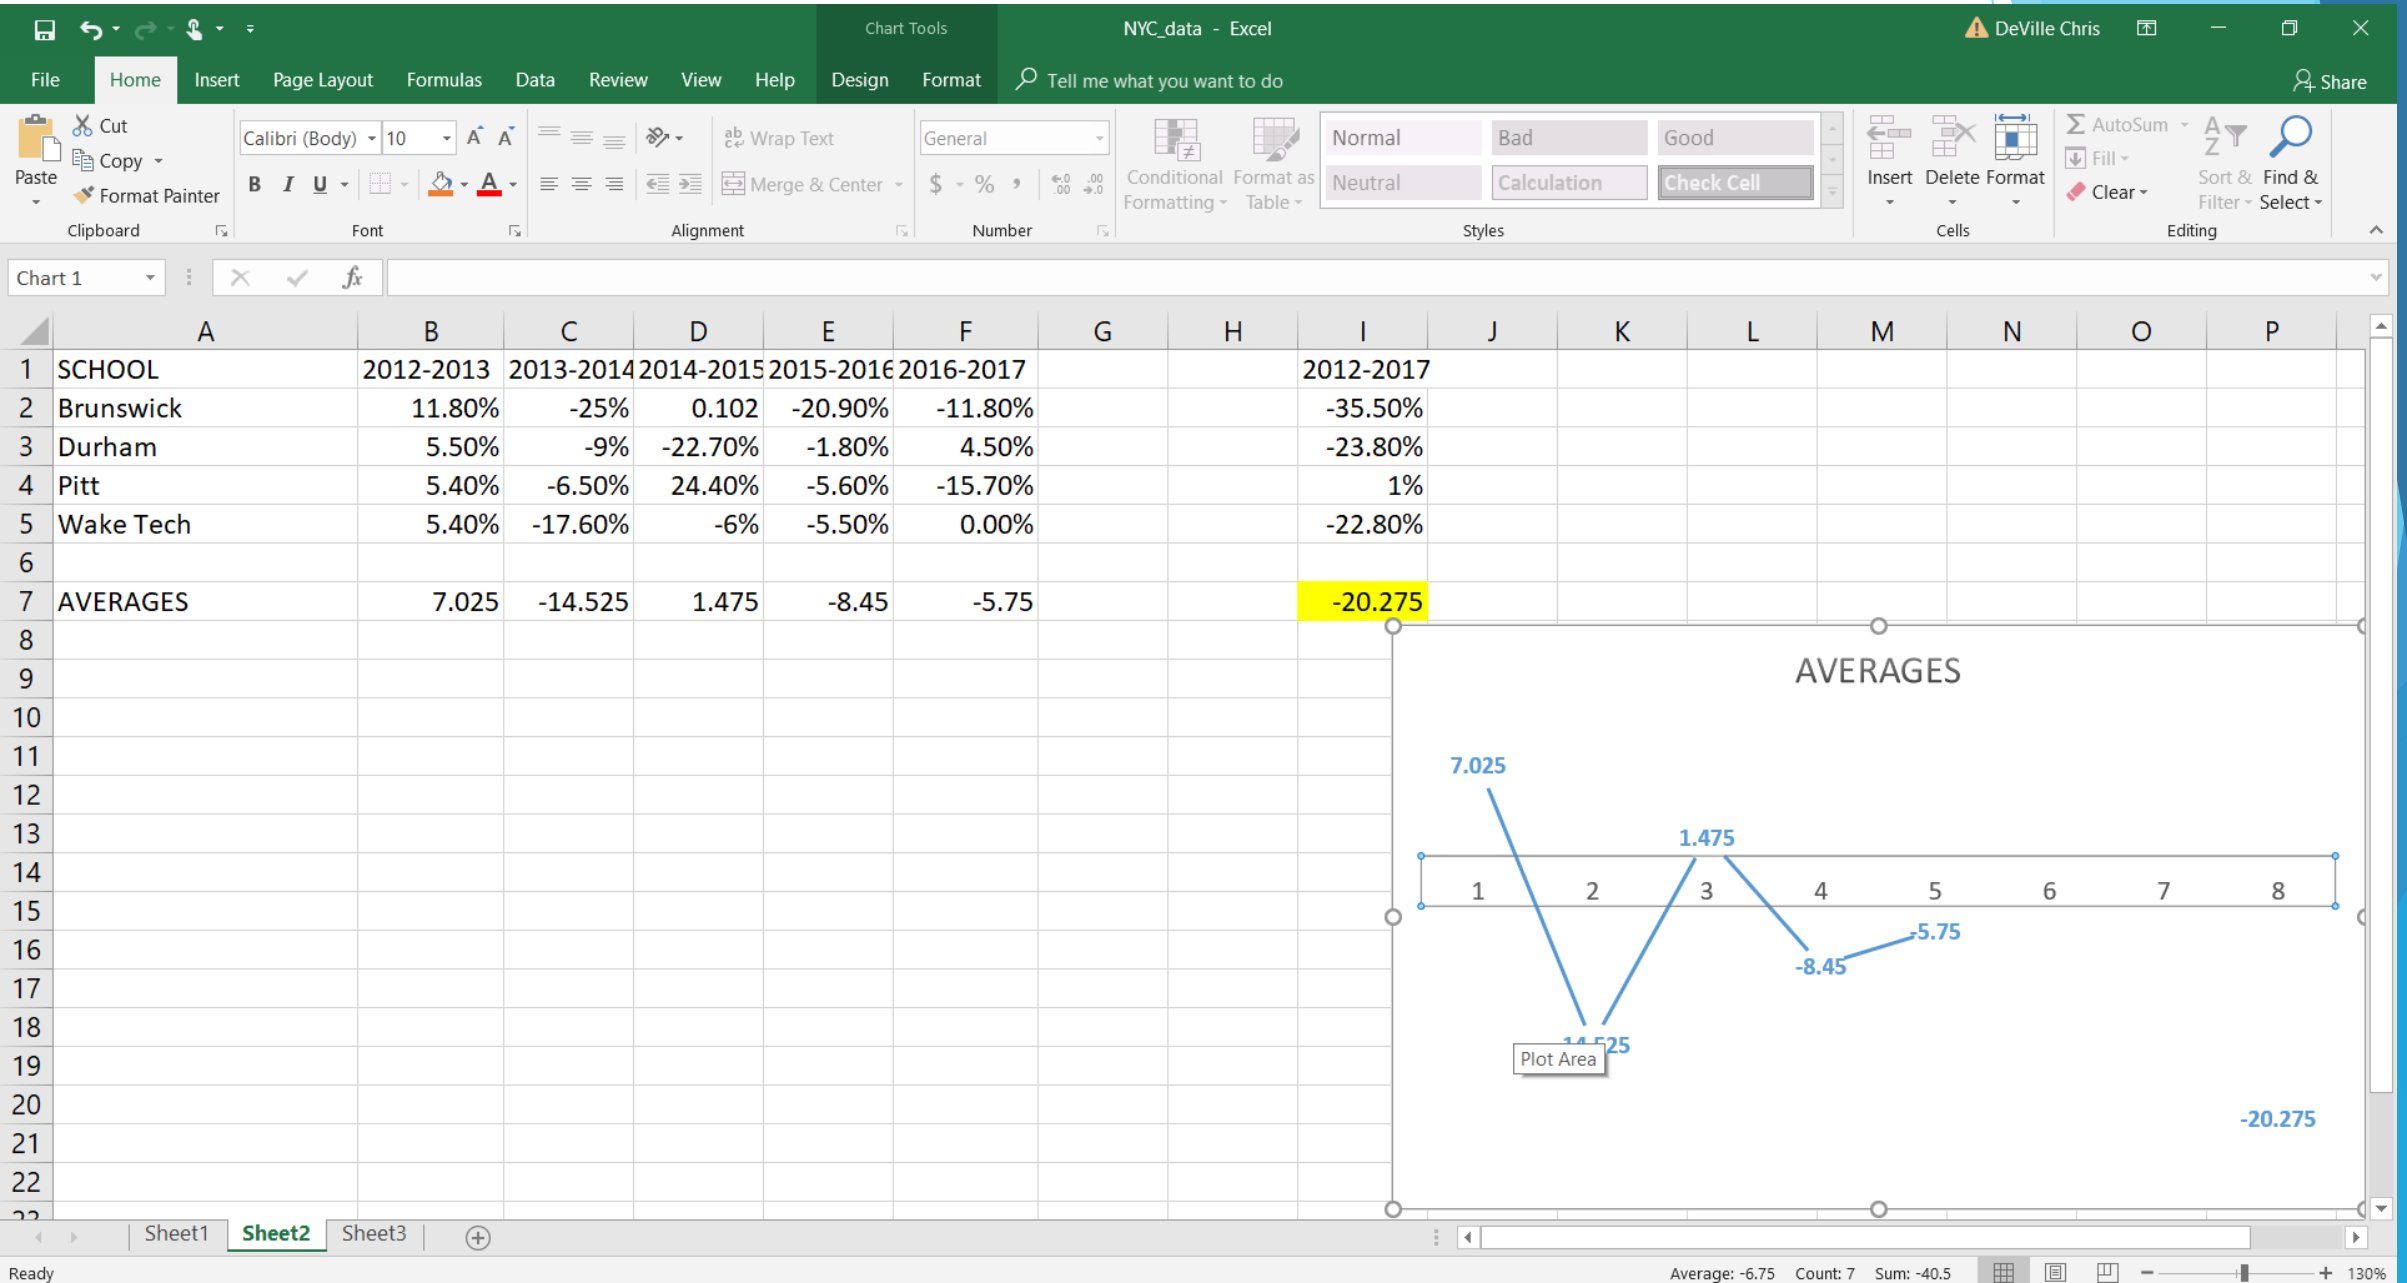 Chart Tools
NYC_data - Excel
DeVille Chris
File Home Insert Page Layout Formulas Data Review View Help Design Format Tell me what you want to do Share
Cut
Copy
Format Painter
Paste
Clipboard
Calibri (Body) 10 A A
B I U A
Font
ab Wrap Text
Merge & Center
Alignment
General
$ % , .0 .00 .00 .0
Number
Conditional Formatting
Format as Table
Normal Bad Good
Neutral Calculation Check Cell
Styles
Insert Delete Format
Cells
Σ AutoSum
Fill
Clear
Sort & Filter
Find & Select
Editing
Chart 1 fx
A B C D E F G H I J K L M N O P
1 SCHOOL 2012-2013 2013-2014 2014-2015 2015-2016 2016-2017 2012-2017
2 Brunswick 11.80% -25% 0.102 -20.90% -11.80% -35.50%
3 Durham 5.50% -9% -22.70% -1.80% 4.50% -23.80%
4 Pitt 5.40% -6.50% 24.40% -5.60% -15.70% 1%
5 Wake Tech 5.40% -17.60% -6% -5.50% 0.00% -22.80%
6
7 AVERAGES 7.025 -14.525 1.475 -8.45 -5.75 -20.275
8
9
10
11
12
13
14
15
16
17
18
19
20
21
22
AVERAGES
7.025
1.475
1 2 3 4 5 6 7 8
-5.75
-8.45
Plot Area
-20.275
Sheet1 Sheet2 Sheet3
Ready
Average: -6.75 Count: 7 Sum: -40.5 130%